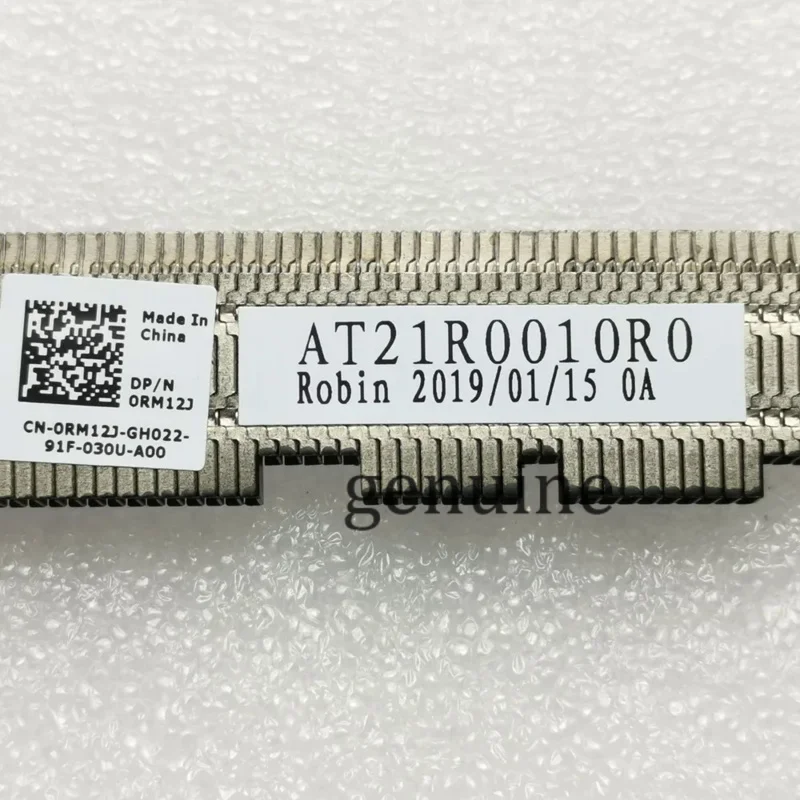 Made In
China
DP/N
0RM12J
CN-0RM12J-GH022-
91F-030U-A00
AT21R0010R0
Robin 2019/01/15 0A
genuine